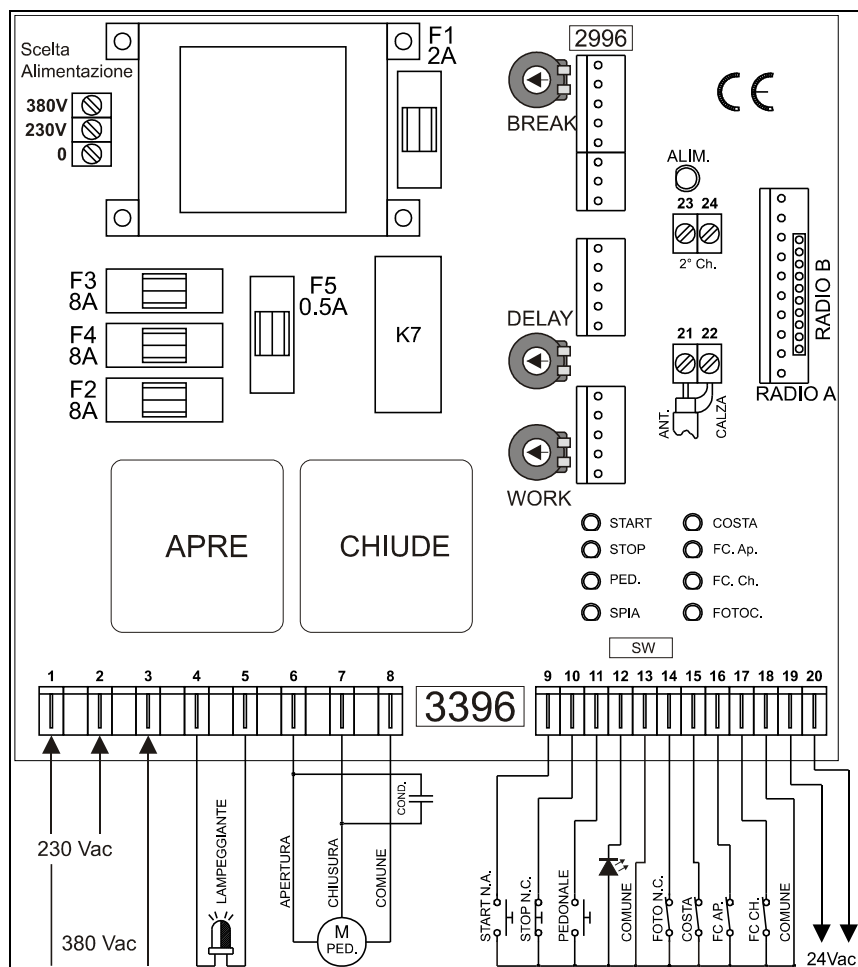 Scelta
Alimentazione
380V
230V
0
F1
2A
2996
BREAK
ALIM.
23 24
2° Ch.
RADIO B
RADIO A
F3
8A
F4
8A
F2
8A
F5
0.5A
K7
DELAY
21 22
ANT.
CALZA
WORK
APRE
CHIUDE
START
COSTA
STOP
FC. Ap.
PED.
FC. Ch.
SPIA
FOTOC.
SW
1 2 3 4 5 6 7 8
3396
9 10 11 12 13 14 15 16 17 18 19 20
230 Vac
380 Vac
LAMPEGGIANTE
APERTURA
CHIUSURA
COMUNE
COND.
M
PED.
START N.A.
STOP N.C.
PEDONALE
COMUNE
FOTO N.C.
COSTA
FC AP.
FC CH.
COMUNE
24Vac